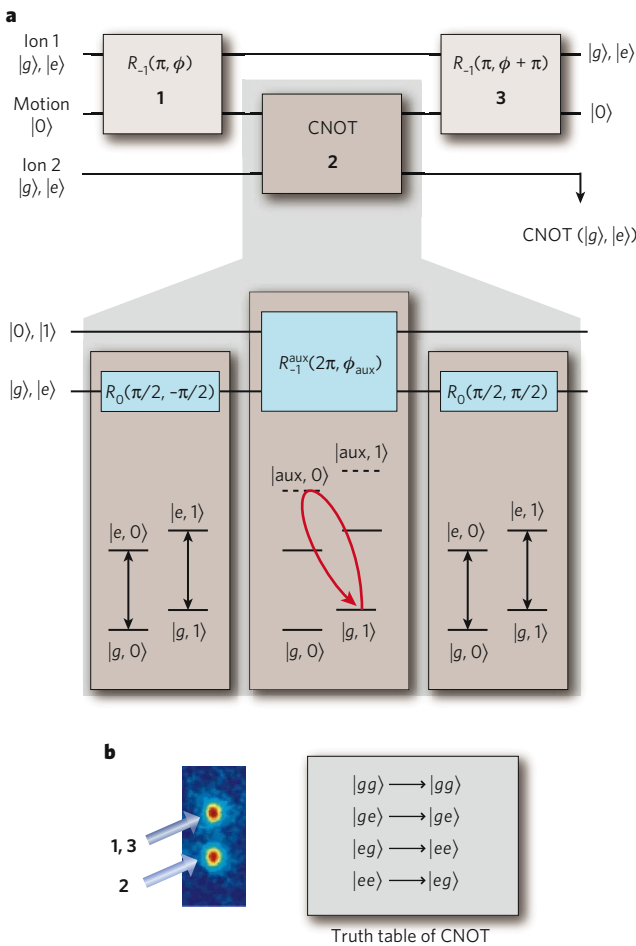 a
Ion 1
|g⟩, |e⟩
R₋₁(π, ϕ)
1
R₋₁(π, ϕ + π)
3
|g⟩, |e⟩
Motion
|0⟩
CNOT
2
|0⟩
Ion 2
|g⟩, |e⟩
CNOT (|g⟩, |e⟩)
|0⟩, |1⟩
R₋₁^aux(2π, ϕ_aux)
|g⟩, |e⟩
R₀(π/2, −π/2)
R₀(π/2, π/2)
|aux, 1⟩
|aux, 0⟩
|e, 1⟩
|e, 0⟩
|g, 1⟩
|g, 0⟩
|g, 1⟩
|g, 0⟩
|e, 1⟩
|e, 0⟩
|g, 1⟩
|g, 0⟩
b
1, 3
2
|gg⟩ ⟶ |gg⟩
|ge⟩ ⟶ |ge⟩
|eg⟩ ⟶ |ee⟩
|ee⟩ ⟶ |eg⟩
Truth table of CNOT